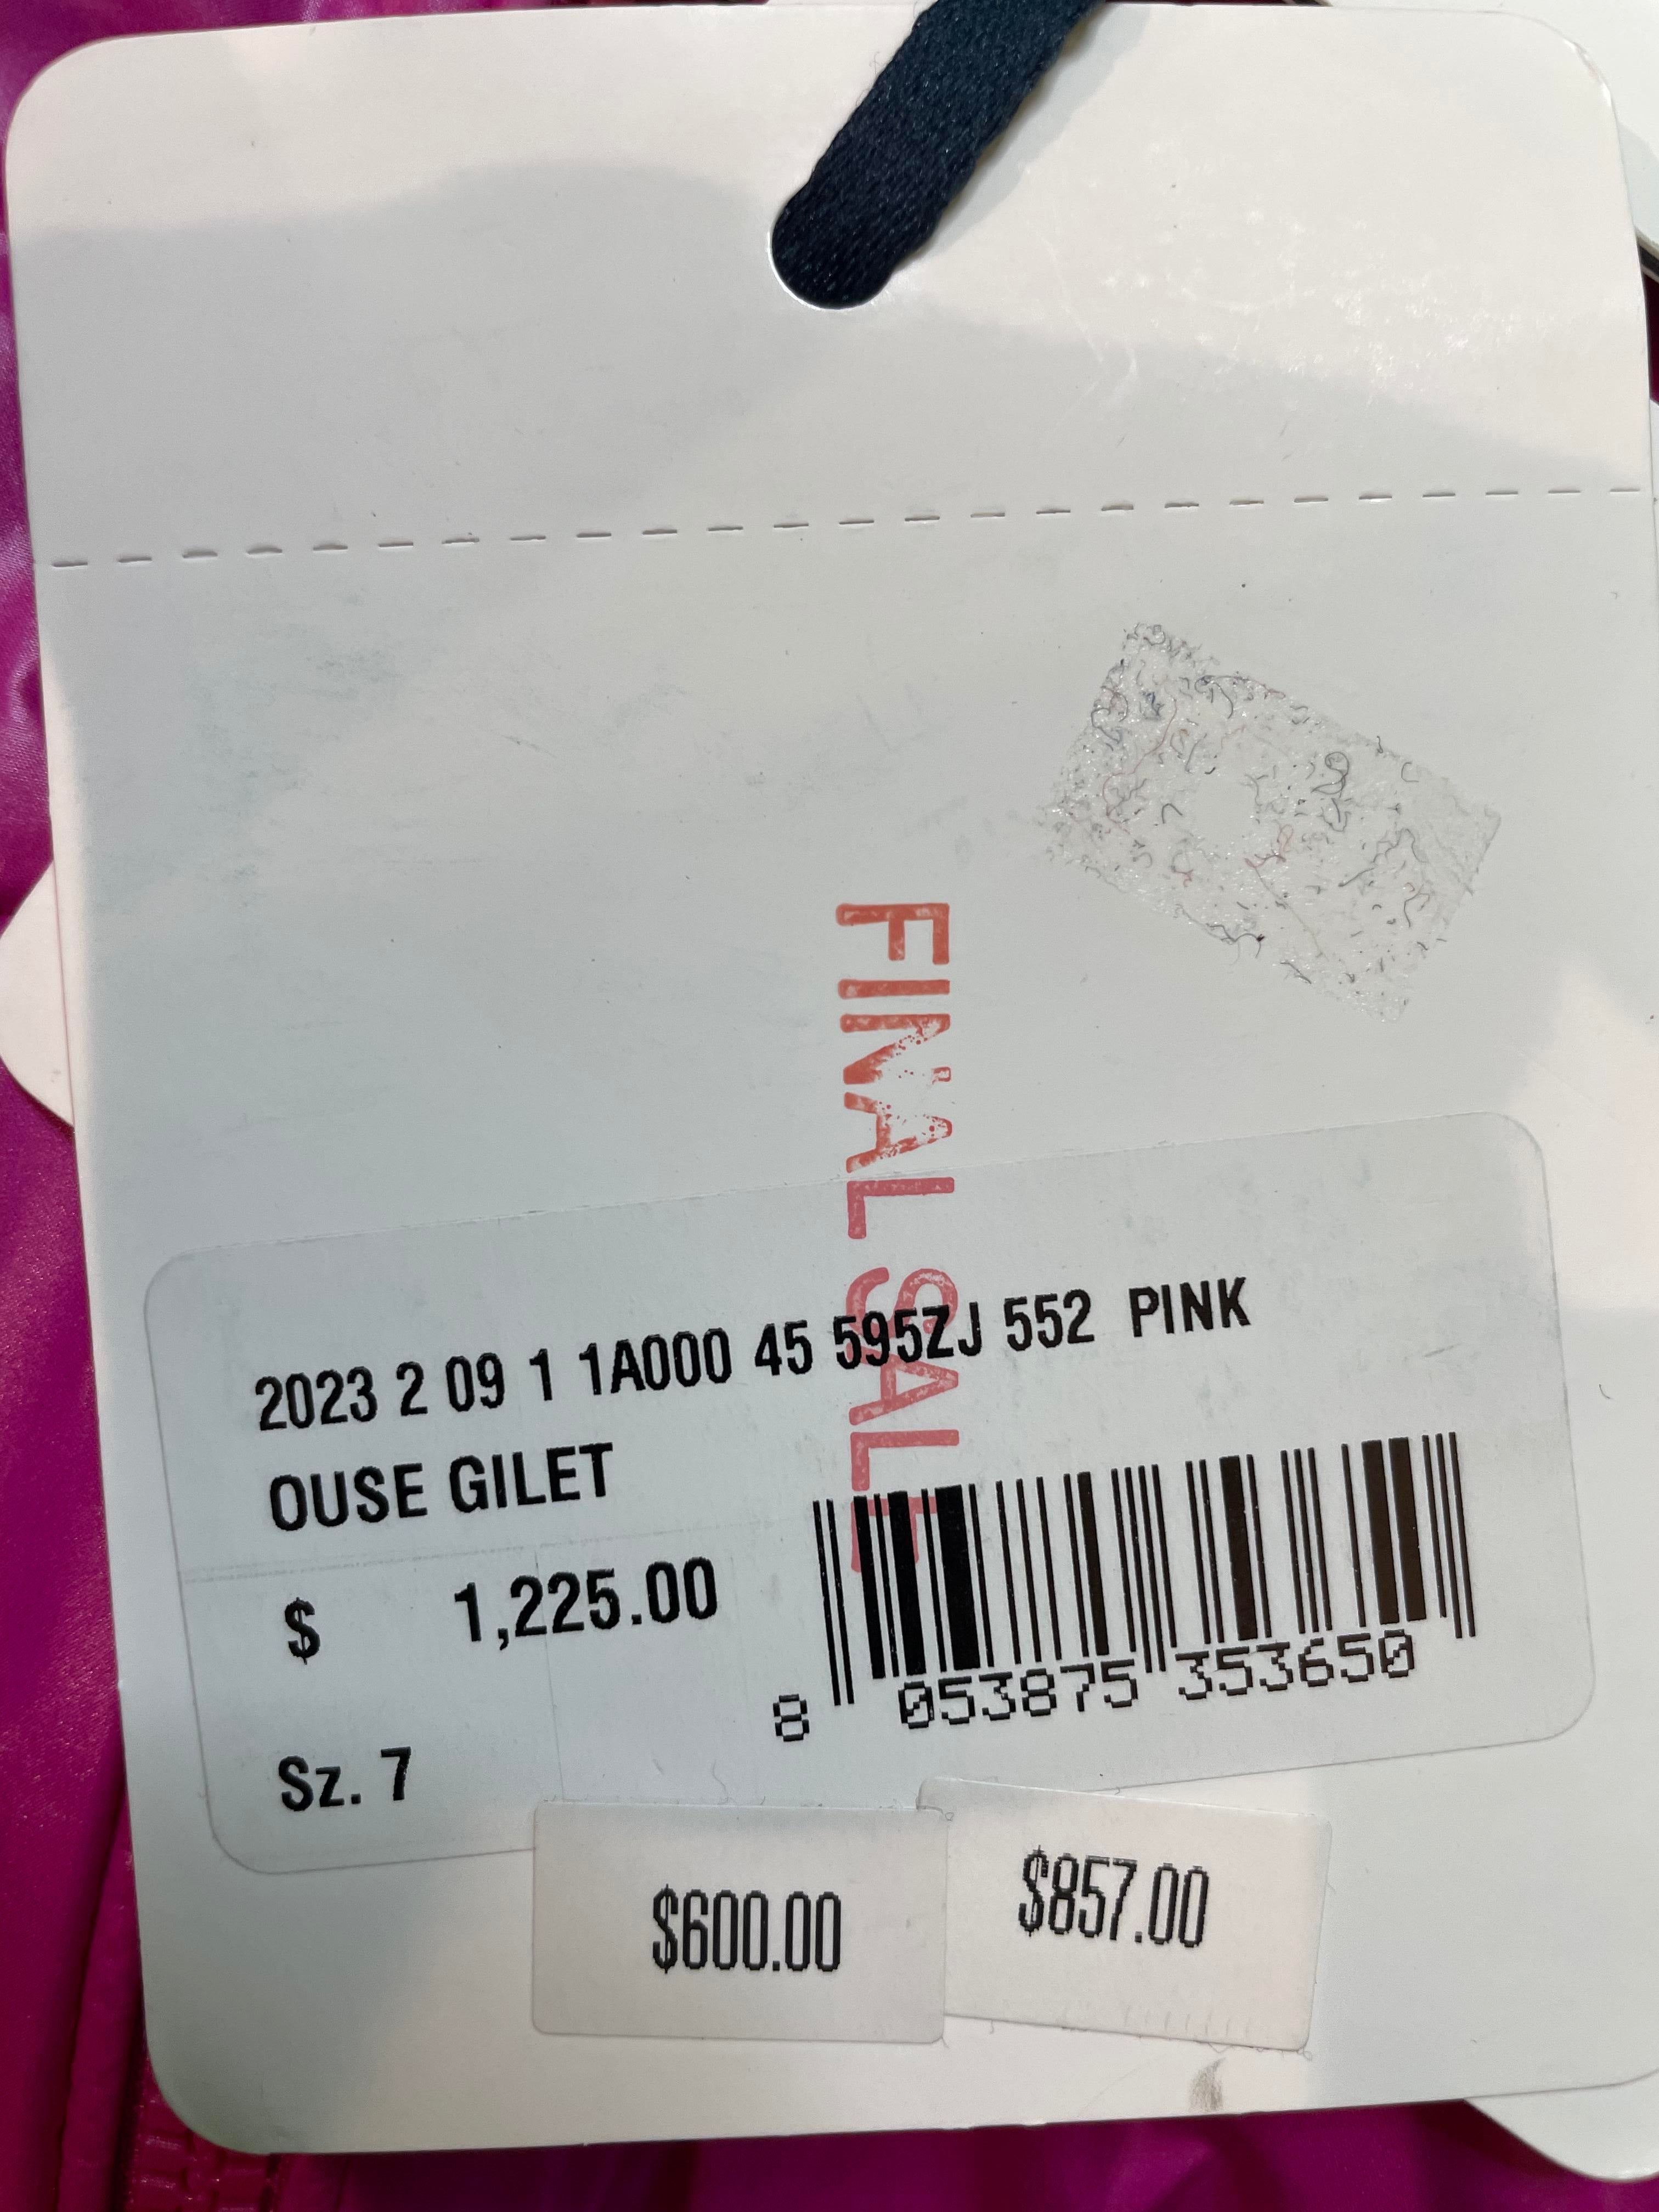 FINAL SALE
2023 2 09 1 1A000 45 595ZJ 552 PINK
OUSE GILET
$ 1,225.00
8 053875 353650
Sz. 7
$600.00
$857.00